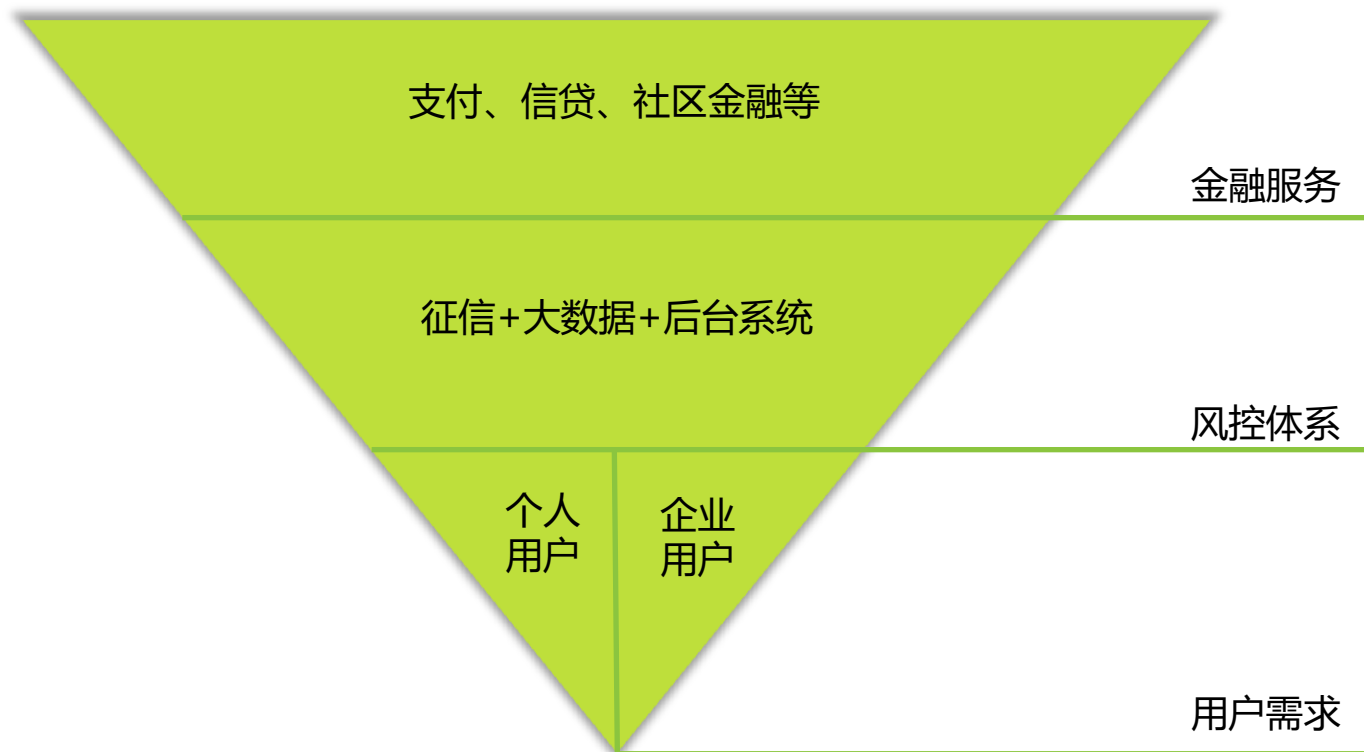 支付、信贷、社区金融等
金融服务
征信+大数据+后台系统
风控体系
个人
用户
企业
用户
用户需求